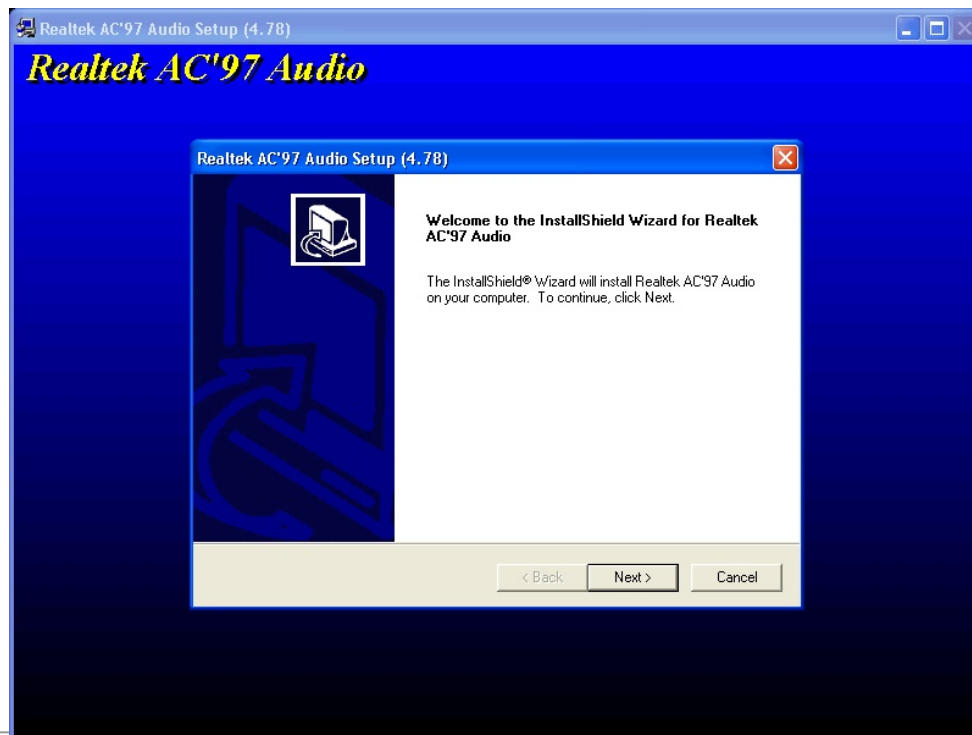 Realtek AC'97 Audio Setup (4.78)
Realtek AC'97 Audio
Realtek AC'97 Audio Setup (4.78)
Welcome to the InstallShield Wizard for Realtek
AC'97 Audio
The InstallShield® Wizard will install Realtek AC'97 Audio
on your computer. To continue, click Next.
< Back
Next >
Cancel